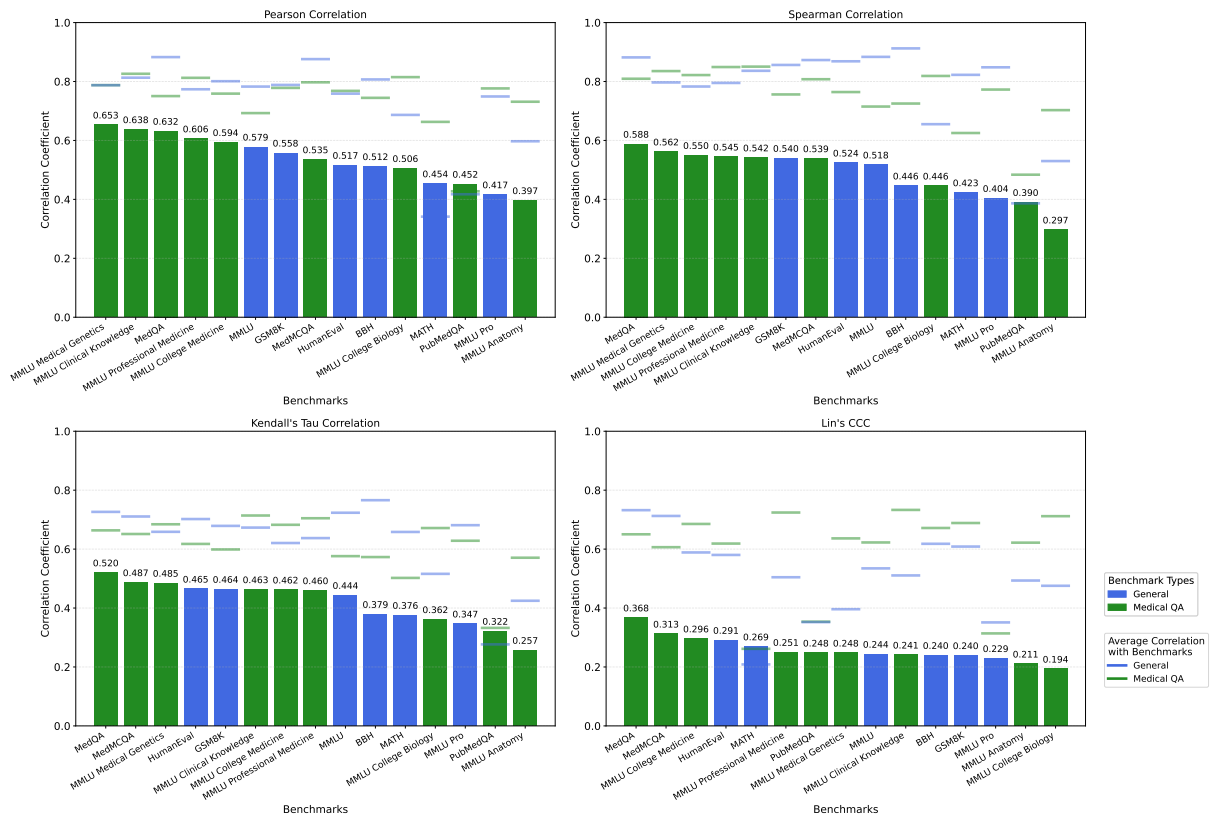 Pearson Correlation
Correlation Coefficient
1.0
0.8
0.6
0.4
0.2
0.0
0.653
0.638
0.632
0.606
0.594
0.579
0.558
0.535
0.517
0.512
0.506
0.454
0.452
0.417
0.397
MMLU Medical Genetics
MMLU Clinical Knowledge
MedQA
MMLU Professional Medicine
MMLU College Medicine
MMLU
GSM8K
MedMCQA
HumanEval
BBH
MMLU College Biology
MATH
PubMedQA
MMLU Pro
MMLU Anatomy
Benchmarks
Spearman Correlation
Correlation Coefficient
1.0
0.8
0.6
0.4
0.2
0.0
0.588
0.562
0.550
0.545
0.542
0.540
0.539
0.524
0.518
0.446
0.446
0.423
0.404
0.390
0.297
MedQA
MMLU Medical Genetics
MMLU College Medicine
MMLU Professional Medicine
MMLU Clinical Knowledge
GSM8K
MedMCQA
HumanEval
MMLU
BBH
MMLU College Biology
MATH
MMLU Pro
PubMedQA
MMLU Anatomy
Benchmarks
Kendall's Tau Correlation
Correlation Coefficient
1.0
0.8
0.6
0.4
0.2
0.0
0.520
0.487
0.485
0.465
0.464
0.463
0.462
0.460
0.444
0.379
0.376
0.362
0.347
0.322
0.257
MedQA
MedMCQA
MMLU Medical Genetics
HumanEval
GSM8K
MMLU Clinical Knowledge
MMLU College Medicine
MMLU Professional Medicine
MMLU
BBH
MATH
MMLU College Biology
MMLU Pro
PubMedQA
MMLU Anatomy
Benchmarks
Lin's CCC
Correlation Coefficient
1.0
0.8
0.6
0.4
0.2
0.0
0.368
0.313
0.296
0.291
0.269
0.251
0.248
0.248
0.244
0.241
0.240
0.240
0.229
0.211
0.194
MedQA
MedMCQA
MMLU College Medicine
HumanEval
MATH
MMLU Professional Medicine
PubMedQA
MMLU Medical Genetics
MMLU
MMLU Clinical Knowledge
BBH
GSM8K
MMLU Pro
MMLU Anatomy
MMLU College Biology
Benchmarks
Benchmark Types
General
Medical QA
Average Correlation
with Benchmarks
General
Medical QA